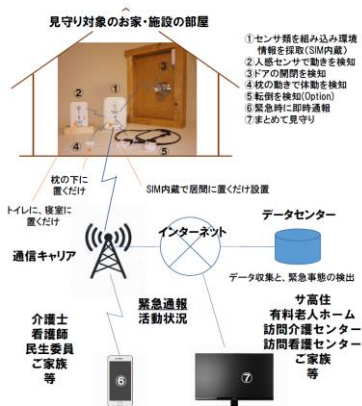 見守り対象のお家・施設の部屋
①センサ類を組み込み環境
情報を採取(SIM内蔵)
②人感センサで動きを検知
③ドアの開閉を検知
④枕の動きで体動を検知
⑤転倒を検知(Option)
⑥緊急時に即時通報
⑦まとめて見守り
①
②
③
④
⑤
枕の下に
置くだけ
トイレに、寝室に
置くだけ
SIM内蔵で居間に置くだけ設置
通信キャリア
インターネット
データセンター
データ収集と、緊急事態の検出
緊急通報
活動状況
介護士
看護師
民生委員
ご家族
等
サ高住
有料老人ホーム
訪問介護センター
訪問看護センター
ご家族
等
⑥
⑦